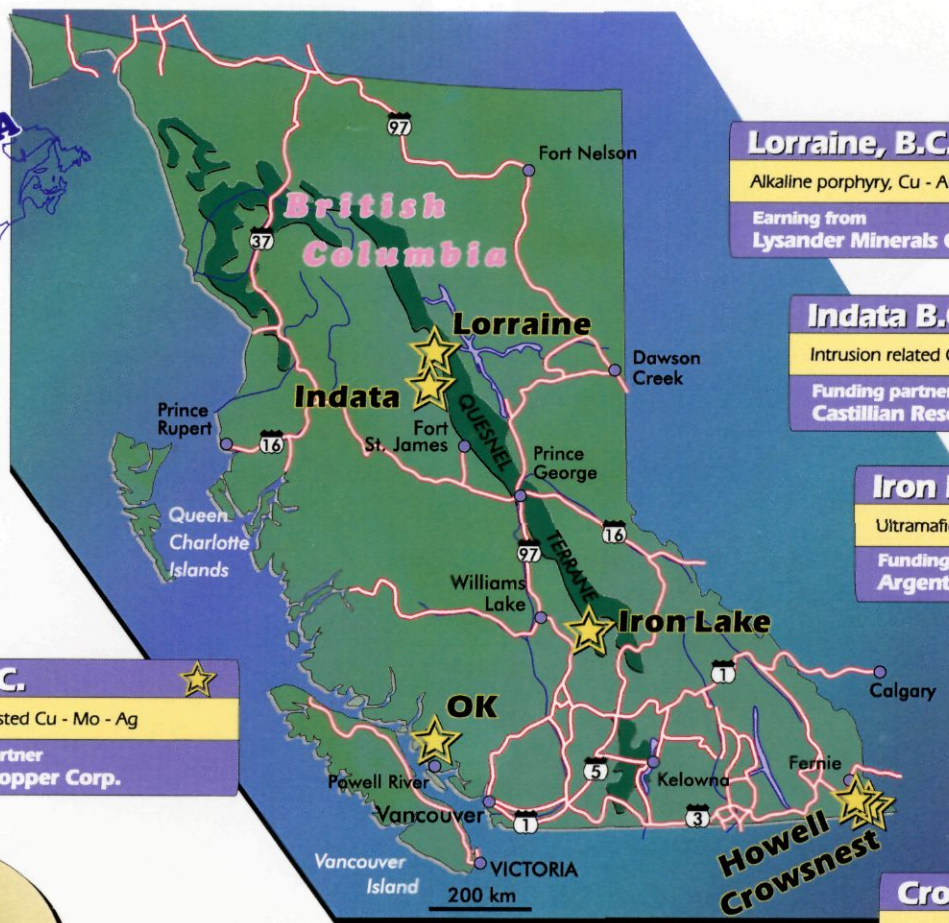 A
97
Fort Nelson
British
Columbia
37
Lorraine
Indata
Dawson
Creek
Prince
Rupert
16
Fort
St. James
QUESNEL
TERRANE
Prince
George
Queen
Charlotte
Islands
97
16
Williams
Lake
Iron Lake
1
Calgary
OK
Powell River
5
Kelowna
Fernie
Vancouver
1
3
Howell
Crowsnest
Vancouver
Island
VICTORIA
200 km
Lorraine, B.C.
Alkaline porphyry, Cu - A
Earning from
Lysander Minerals
Indata B.
Intrusion related
Funding partner
Castillian Res
Iron
Ultramafi
Funding
Argent
C.
sted Cu - Mo - Ag
rtner
opper Corp.
Cro